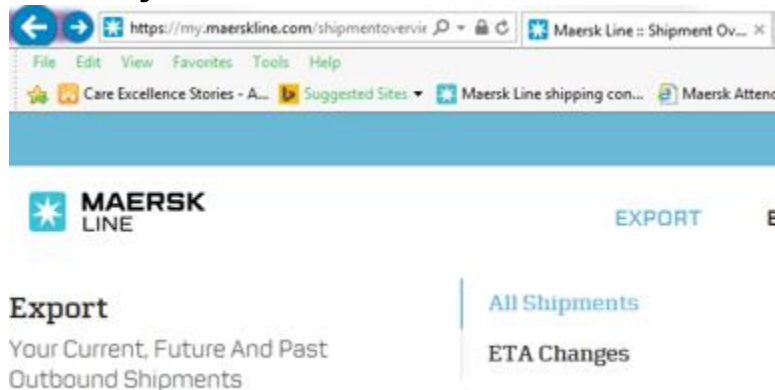 https://my.maerskline.com/shipmentovervie
Maersk Line :: Shipment Ov...
File Edit View Favorites Tools Help
Care Excellence Stories - A... Suggested Sites Maersk Line shipping con... Maersk Attend
MAERSK
LINE
EXPORT
Export
Your Current, Future And Past
Outbound Shipments
All Shipments
ETA Changes